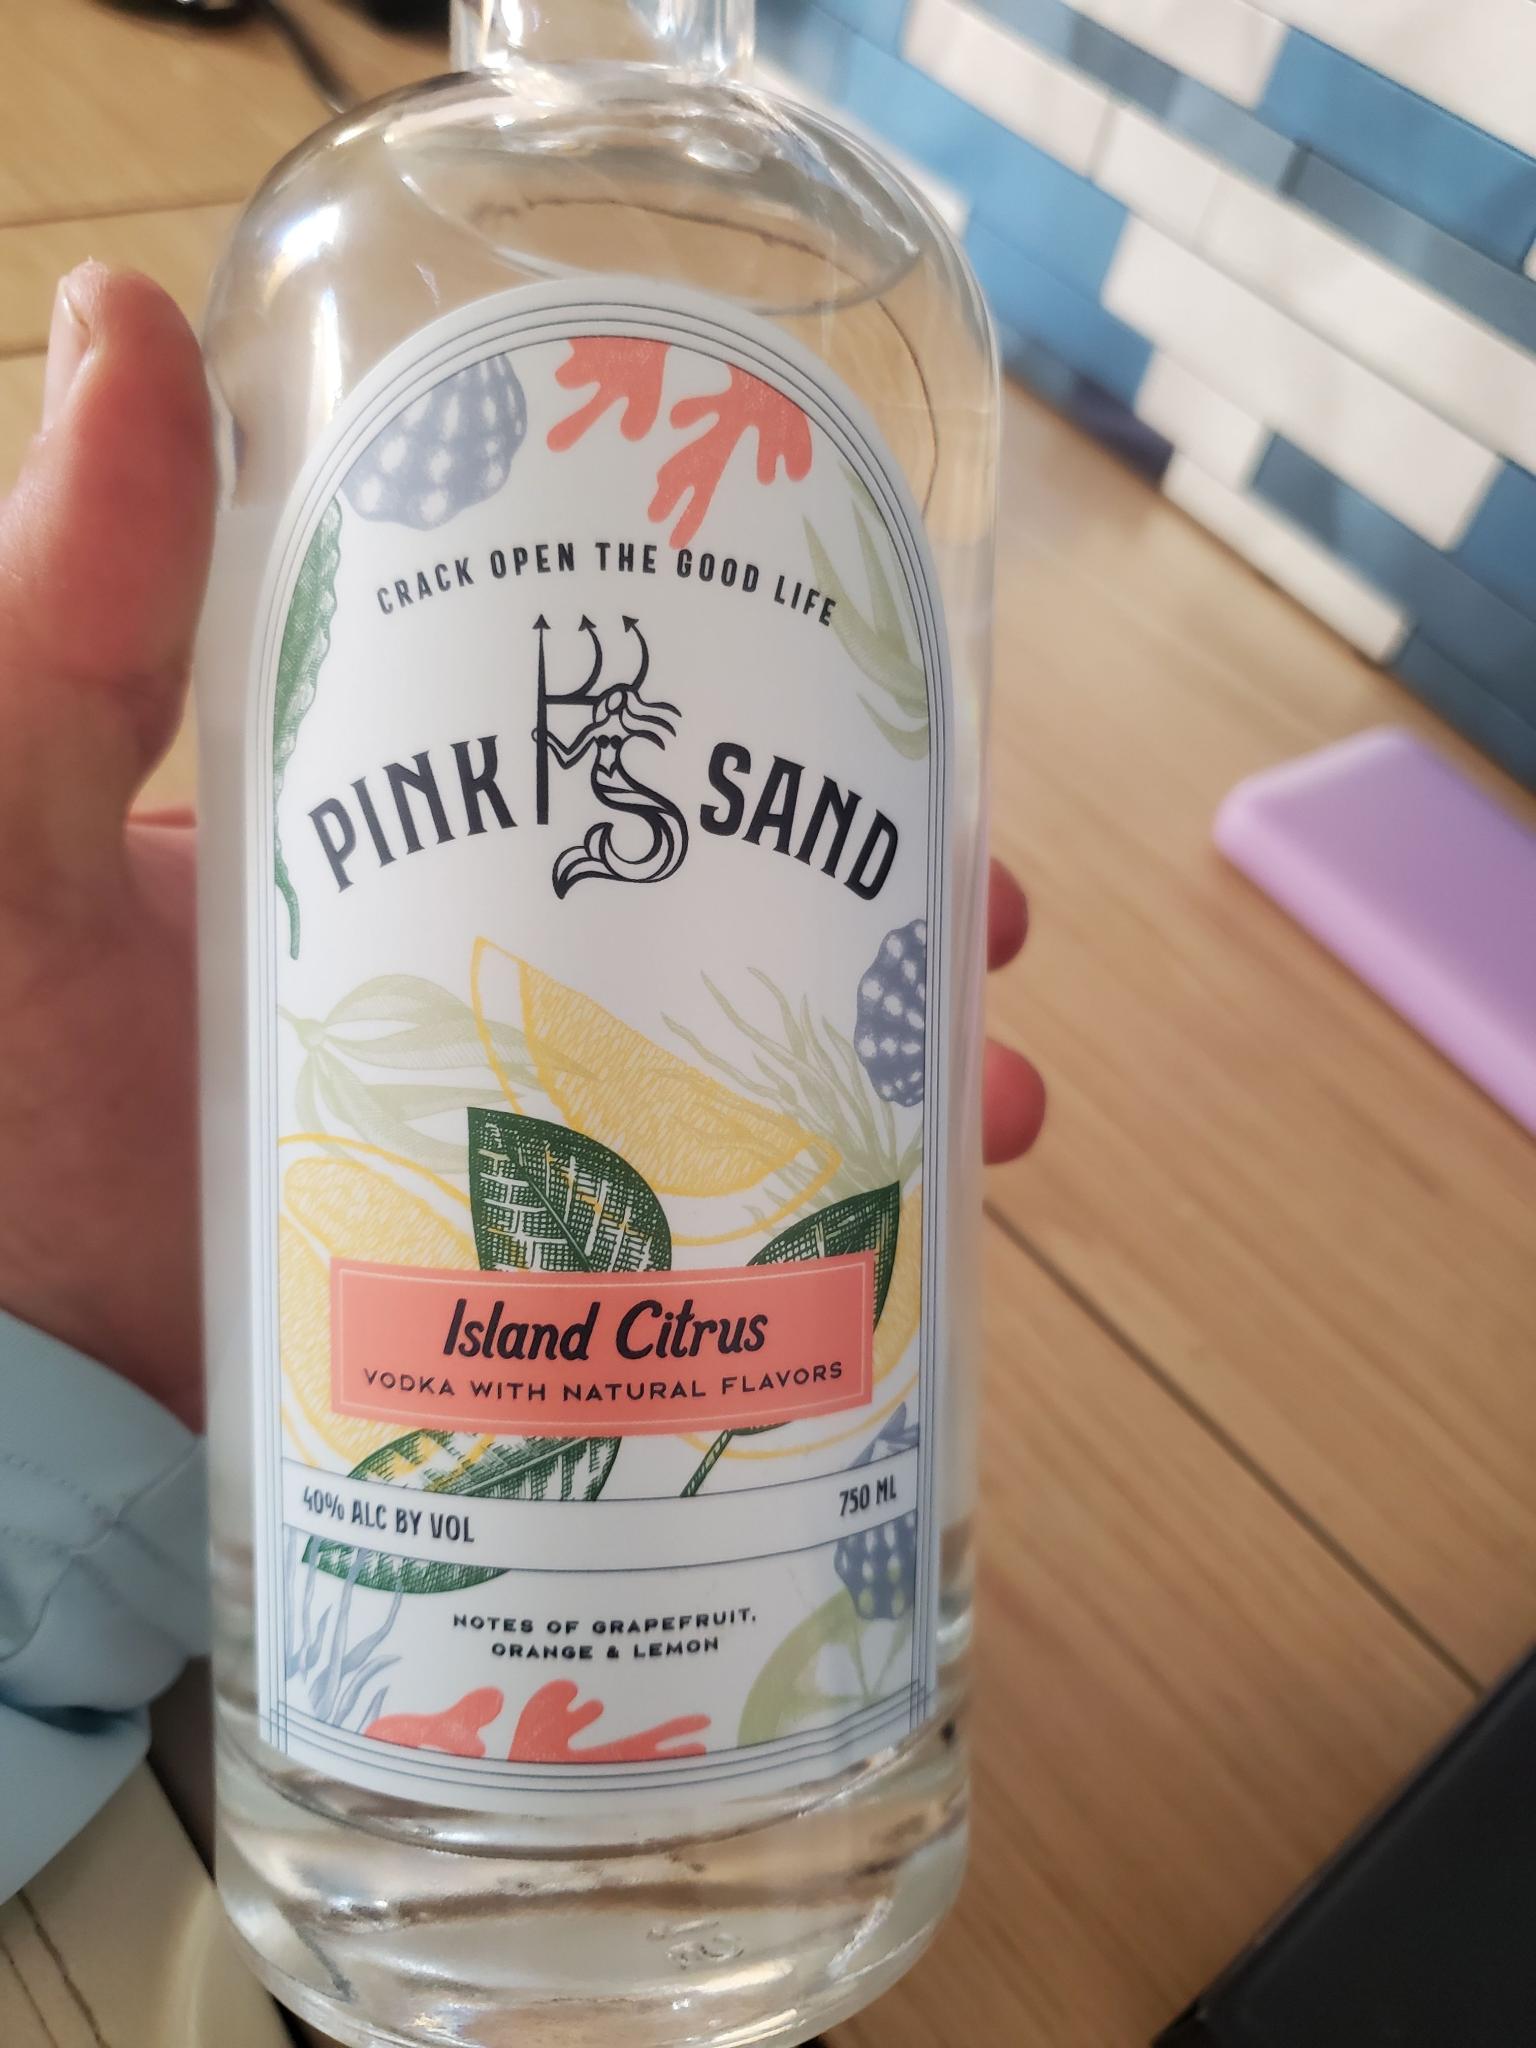 CRACK OPEN THE GOOD LIFE
PINK SAND
Island Citrus
VODKA WITH NATURAL FLAVORS
40% ALC BY VOL 750 ML
NOTES OF GRAPEFRUIT,
ORANGE & LEMON